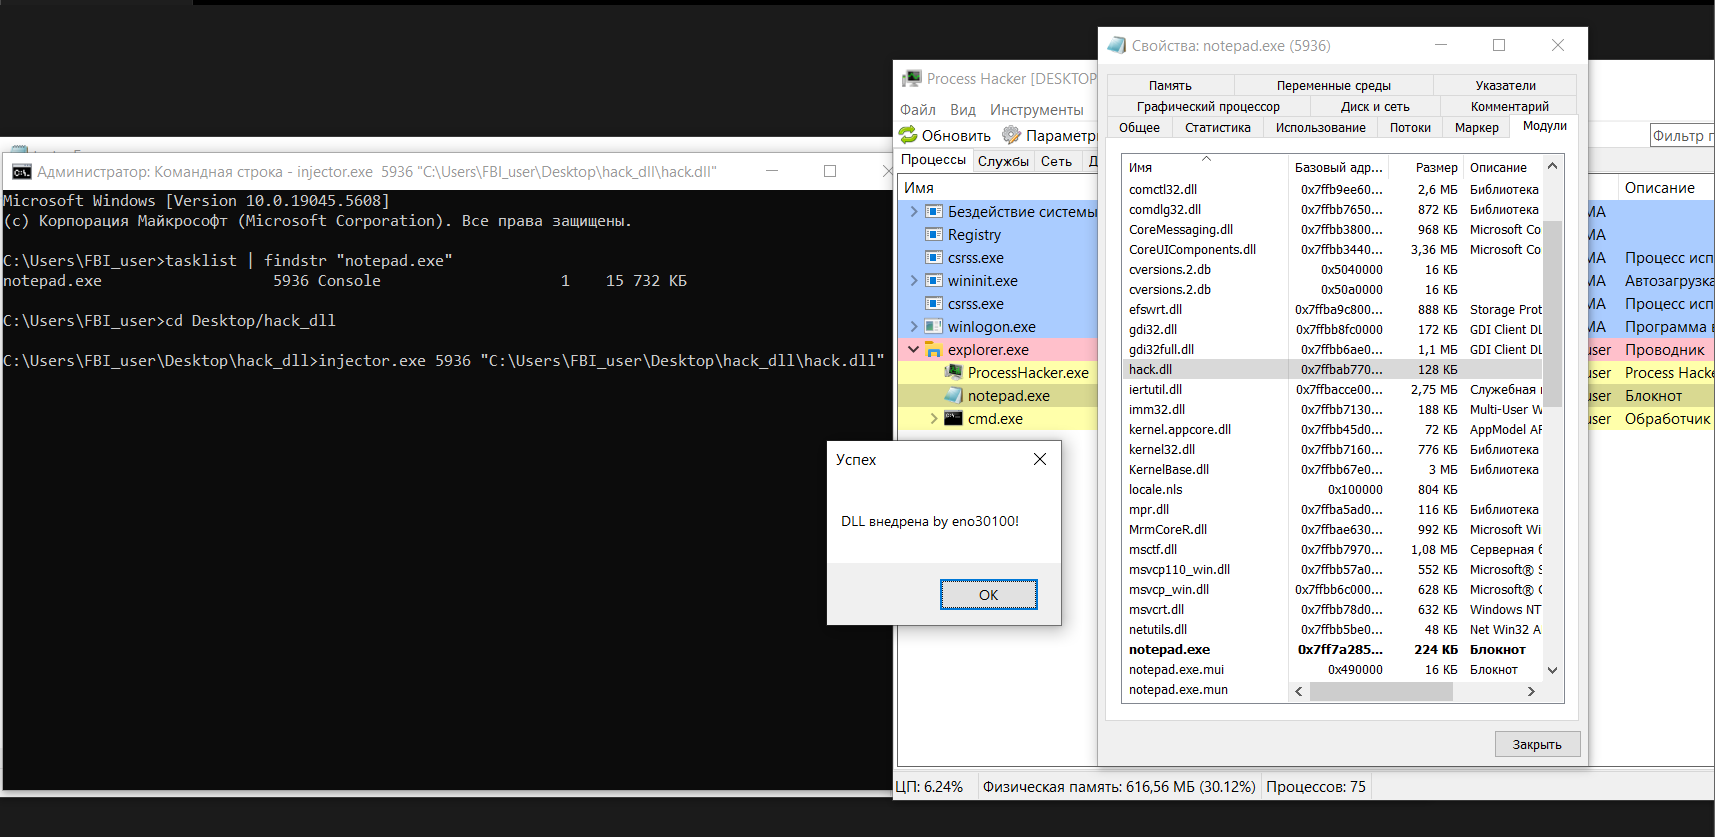 Администратор: Командная строка - injector.exe  5936 "C:\Users\FBI_user\Desktop\hack_dll\hack.dll"
Microsoft Windows [Version 10.0.19045.5608]
(c) Корпорация Майкрософт (Microsoft Corporation). Все права защищены.
C:\Users\FBI_user>tasklist | findstr "notepad.exe"
notepad.exe 5936 Console 1 15 732 КБ
C:\Users\FBI_user>cd Desktop/hack_dll
C:\Users\FBI_user\Desktop\hack_dll>injector.exe 5936 "C:\Users\FBI_user\Desktop\hack_dll\hack.dll"
Успех
DLL внедрена by eno30100!
OK
Process Hacker [DESKTOP
Файл Вид Инструменты
Обновить Параметры
Фильтр п
Процессы Службы Сеть Д
Имя Описание
Бездействие системы МА
Registry МА
csrss.exe МА Процесс исп
wininit.exe МА Автозагрузка
csrss.exe МА Процесс исп
winlogon.exe МА Программа в
explorer.exe user Проводник
ProcessHacker.exe user Process Hacke
notepad.exe user Блокнот
cmd.exe user Обработчик
ЦП: 6.24% Физическая память: 616,56 МБ (30.12%) Процессов: 75
Свойства: notepad.exe (5936)
Память Переменные среды Указатели
Графический процессор Диск и сеть Комментарий
Общее Статистика Использование Потоки Маркер Модули
Имя Базовый адр... Размер Описание
comctl32.dll 0x7ffb9ee60... 2,6 МБ Библиотека
comdlg32.dll 0x7ffbb7650... 872 КБ Библиотека
CoreMessaging.dll 0x7ffbb3800... 968 КБ Microsoft Co
CoreUIComponents.dll 0x7ffbb3440... 3,36 МБ Microsoft Co
cversions.2.db 0x5040000 16 КБ
cversions.2.db 0x50a0000 16 КБ
efswrt.dll 0x7ffba9c800... 888 КБ Storage Prot
gdi32.dll 0x7ffbb8fc0000 172 КБ GDI Client DL
gdi32full.dll 0x7ffbb6ae0... 1,1 МБ GDI Client DL
hack.dll 0x7ffbab770... 128 КБ
iertutil.dll 0x7ffbacce00... 2,75 МБ Служебная п
imm32.dll 0x7ffbb7130... 188 КБ Multi-User W
kernel.appcore.dll 0x7ffbb45d0... 72 КБ AppModel AF
kernel32.dll 0x7ffbb7160... 776 КБ Библиотека
KernelBase.dll 0x7ffbb67e0... 3 МБ Библиотека
locale.nls 0x100000 804 КБ
mpr.dll 0x7ffba5ad0... 116 КБ Библиотека
MrmCoreR.dll 0x7ffbae630... 992 КБ Microsoft Wi
msctf.dll 0x7ffbb7970... 1,08 МБ Серверная б
msvcp110_win.dll 0x7ffbb57a0... 552 КБ Microsoft® S
msvcp_win.dll 0x7ffbb6c000... 628 КБ Microsoft® C
msvcrt.dll 0x7ffbb78d0... 632 КБ Windows NT
netutils.dll 0x7ffbb5be0... 48 КБ Net Win32 A
notepad.exe 0x7ff7a285... 224 КБ Блокнот
notepad.exe.mui 0x490000 16 КБ Блокнот
notepad.exe.mun
Закрыть